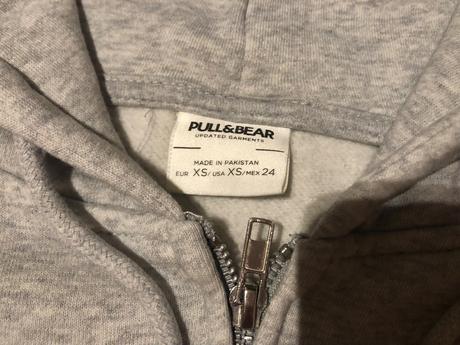 PULL&BEAR
UPDATED GARMENTS
MADE IN PAKISTAN
EUR XS/ USA XS/MEX 24